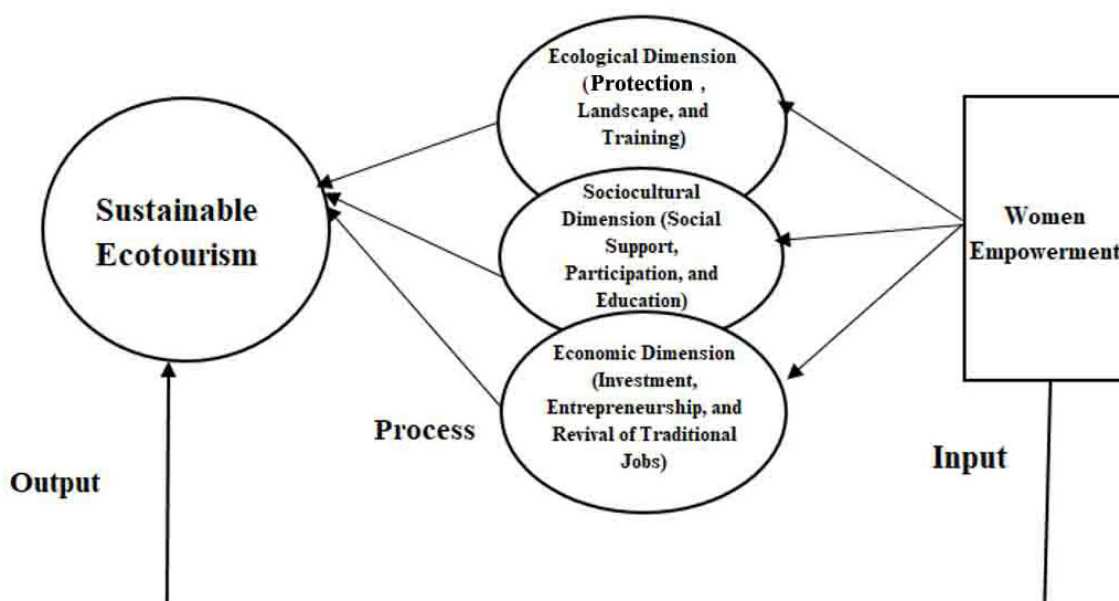 Sustainable
Ecotourism
Ecological Dimension
(Protection ,
Landscape, and
Training)
Sociocultural
Dimension (Social
Support,
Participation, and
Education)
Economic Dimension
(Investment,
Entrepreneurship, and
Revival of Traditional
Jobs)
Women
Empowerment
Process
Input
Output